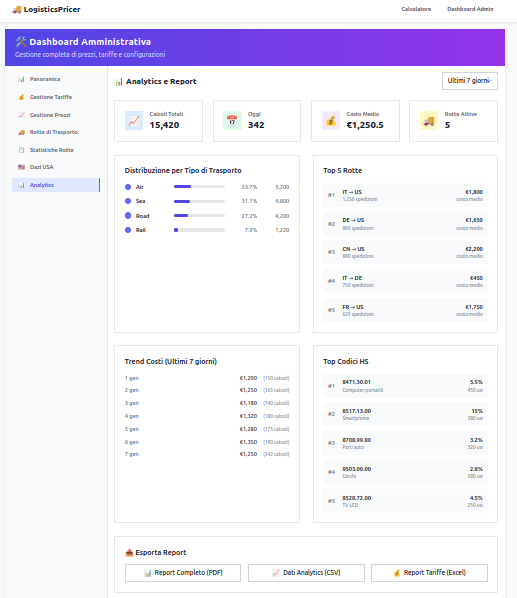 LogisticsPricer
Calcolatore
Dashboard Admin
Dashboard Amministrativa
Gestione completa di prezzi, tariffe e configurazioni
Panoramica
Gestione Tariffe
Gestione Prezzi
Rotte di Trasporto
Statistiche Rotte
Dazi USA
Analytics
Analytics e Report
Ultimi 7 giorni
Calcoli Totali
15,420
Oggi
342
Costo Medio
€1,250.5
Rotte Attive
5
Distribuzione per Tipo di Trasporto
Air 33.7% 5,200
Sea 31.1% 4,800
Road 27.2% 4,200
Rail 7.9% 1,220
Top 5 Rotte
#1 IT → US €1,800
1,250 spedizioni costo medio
#2 DE → US €1,650
980 spedizioni costo medio
#3 CN → US €2,200
890 spedizioni costo medio
#4 IT → DE €450
750 spedizioni costo medio
#5 FR → US €1,750
620 spedizioni costo medio
Trend Costi (Ultimi 7 giorni)
1 gen €1,200 (150 calcoli)
2 gen €1,250 (165 calcoli)
3 gen €1,180 (140 calcoli)
4 gen €1,320 (180 calcoli)
5 gen €1,280 (175 calcoli)
6 gen €1,350 (190 calcoli)
7 gen €1,250 (342 calcoli)
Top Codici HS
#1 8471.30.01 5.5%
Computer portatili 450 usi
#2 8517.13.00 15%
Smartphone 380 usi
#3 8708.99.80 3.2%
Parti auto 320 usi
#4 9503.00.00 2.8%
Giochi 280 usi
#5 8528.72.00 4.5%
TV LCD 250 usi
Esporta Report
Report Completo (PDF)
Dati Analytics (CSV)
Report Tariffe (Excel)